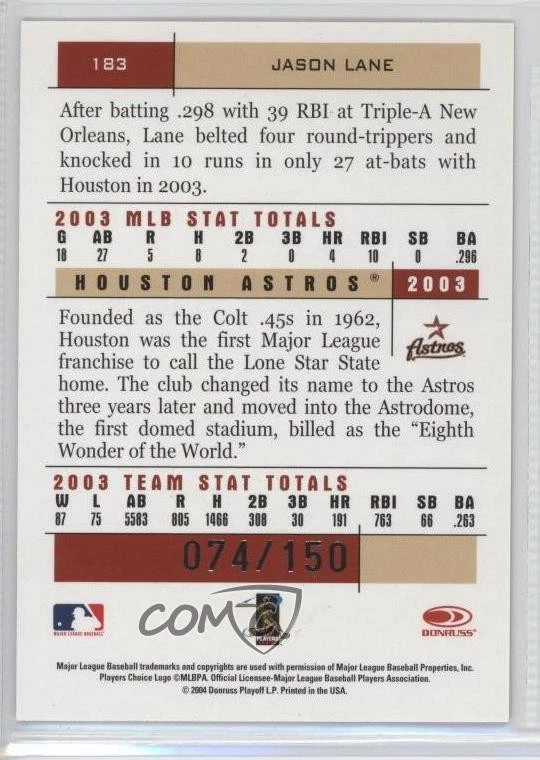 183 JASON LANE
After batting .298 with 39 RBI at Triple-A New
Orleans, Lane belted four round-trippers and
knocked in 10 runs in only 27 at-bats with
Houston in 2003.
2003 MLB STAT TOTALS
G AB R H 2B 3B HR RBI SB BA
18 27 5 8 2 0 4 10 0 .296
HOUSTON ASTROS ® 2003
Founded as the Colt .45s in 1962,
Houston was the first Major League
franchise to call the Lone Star State
home. The club changed its name to the Astros
three years later and moved into the Astrodome,
the first domed stadium, billed as the “Eighth
Wonder of the World.”
Astros
2003 TEAM STAT TOTALS
W L AB R H 2B 3B HR RBI SB BA
87 75 5583 805 1466 308 30 191 763 66 .263
074/150
COMC
MAJOR LEAGUE BASEBALL
PLAYERS
DONRUSS
Major League Baseball trademarks and copyrights are used with permission of Major League Baseball Properties, Inc.
Players Choice Logo ©MLBPA. Official Licensee-Major League Baseball Players Association.
© 2004 Donruss Playoff L.P. Printed in the USA.